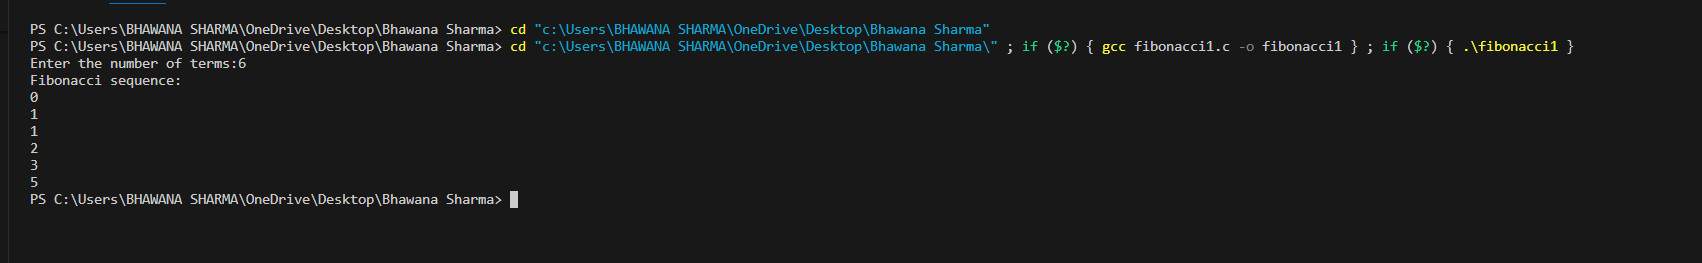 PS C:\Users\BHAWANA SHARMA\OneDrive\Desktop\Bhawana Sharma> cd "c:\Users\BHAWANA SHARMA\OneDrive\Desktop\Bhawana Sharma"
PS C:\Users\BHAWANA SHARMA\OneDrive\Desktop\Bhawana Sharma> cd "c:\Users\BHAWANA SHARMA\OneDrive\Desktop\Bhawana Sharma\" ; if ($?) { gcc fibonacci1.c -o fibonacci1 } ; if ($?) { .\fibonacci1 }
Enter the number of terms:6
Fibonacci sequence:
0
1
1
2
3
5
PS C:\Users\BHAWANA SHARMA\OneDrive\Desktop\Bhawana Sharma>